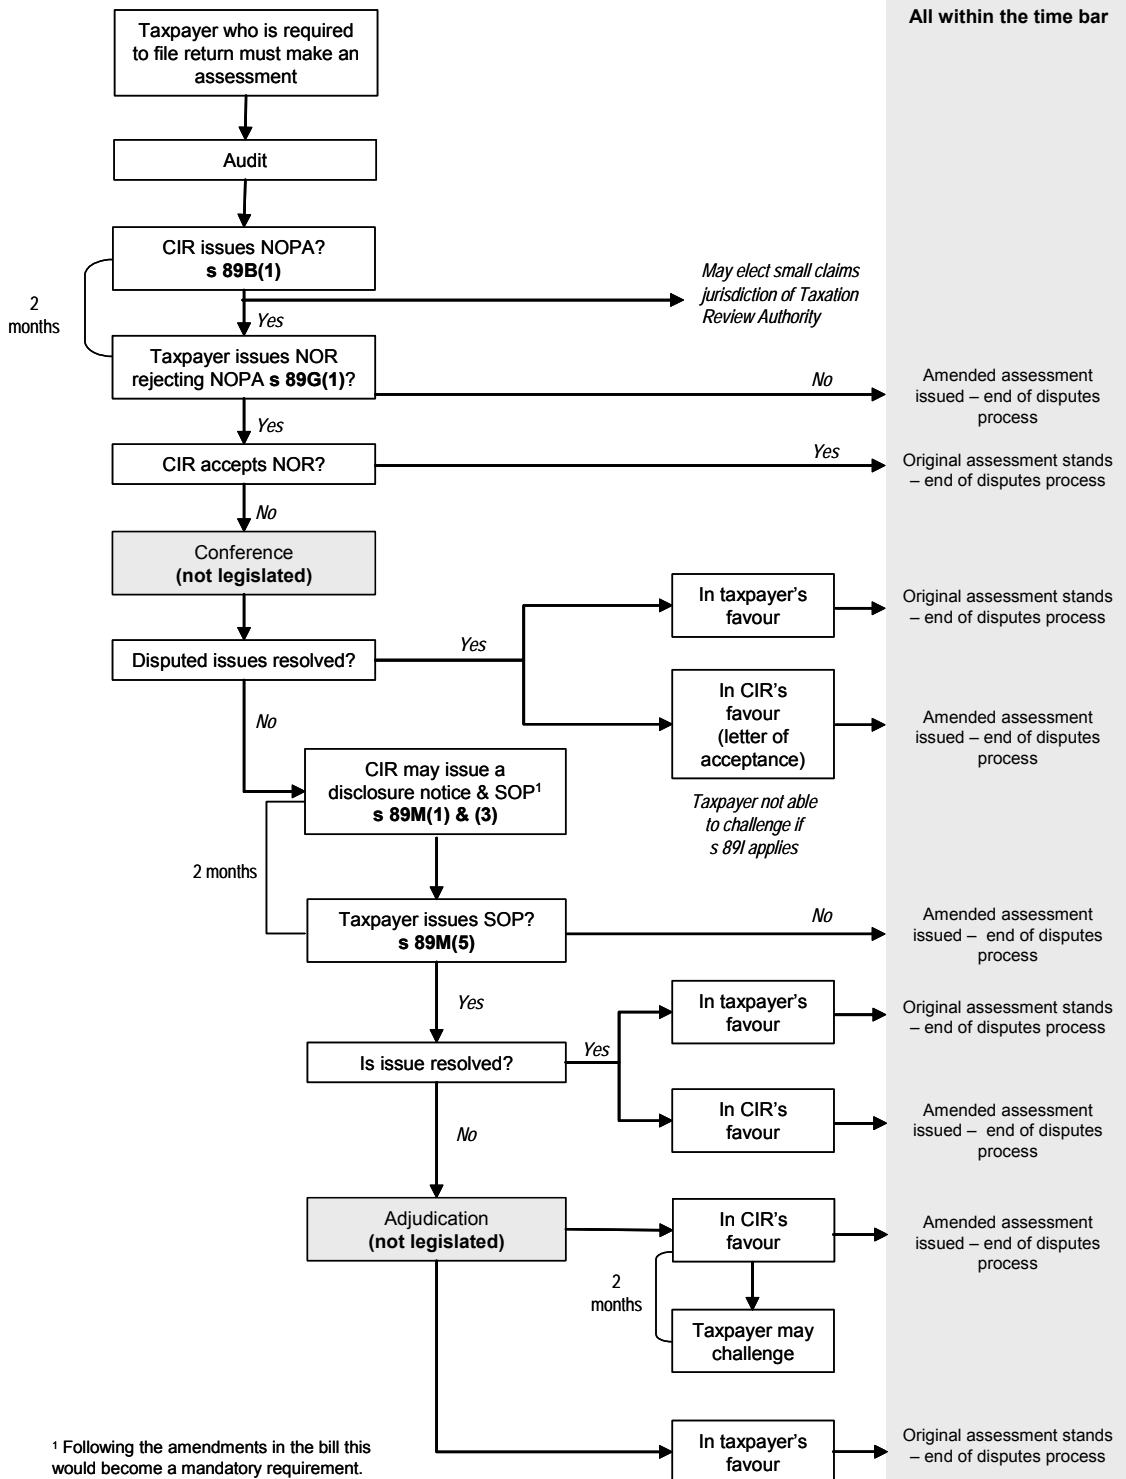 All within the time bar
Taxpayer who is required
to file return must make an
assessment
Audit
CIR issues NOPA?
s 89B(1)
2
months
Yes
May elect small claims
jurisdiction of Taxation
Review Authority
Taxpayer issues NOR
rejecting NOPA s 89G(1)?
No
Amended assessment
issued – end of disputes
process
Yes
CIR accepts NOR?
Yes
Original assessment stands
– end of disputes process
No
Conference
(not legislated)
In taxpayer's
favour
Original assessment stands
– end of disputes process
Disputed issues resolved?
Yes
In CIR's
favour
(letter of
acceptance)
Amended assessment
issued – end of disputes
process
Taxpayer not able
to challenge if
s 89I applies
No
CIR may issue a
disclosure notice & SOP¹
s 89M(1) & (3)
2 months
Taxpayer issues SOP?
s 89M(5)
No
Amended assessment
issued – end of disputes
process
Yes
In taxpayer's
favour
Original assessment stands
– end of disputes process
Is issue resolved?
Yes
In CIR's
favour
Amended assessment
issued – end of disputes
process
No
Adjudication
(not legislated)
In CIR's
favour
Amended assessment
issued – end of disputes
process
2
months
Taxpayer may
challenge
In taxpayer's
favour
Original assessment stands
– end of disputes process
¹ Following the amendments in the bill this
would become a mandatory requirement.